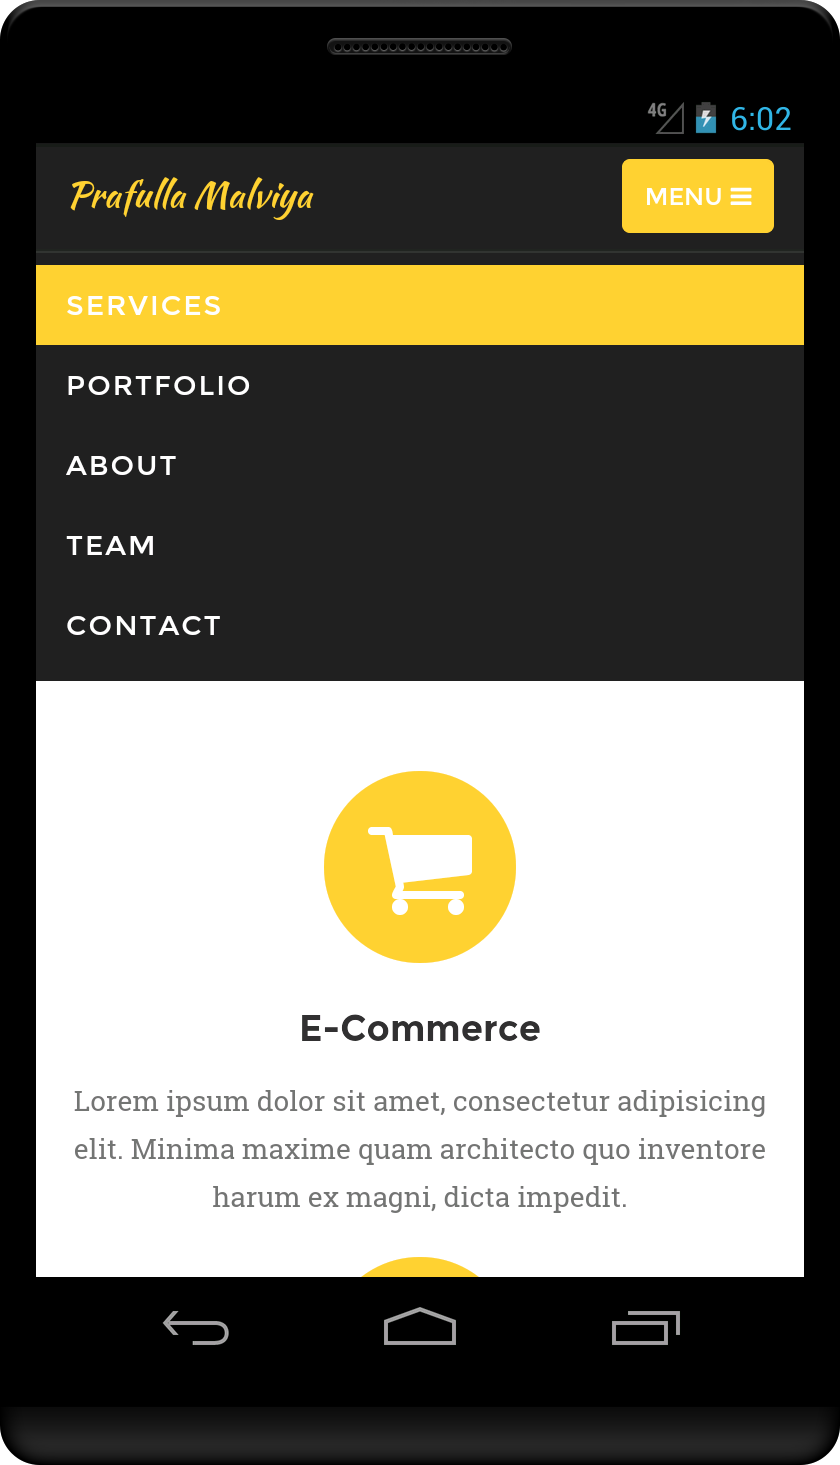 4G 6:02
Prafulla Malviya MENU
SERVICES
PORTFOLIO
ABOUT
TEAM
CONTACT
E-Commerce
Lorem ipsum dolor sit amet, consectetur adipisicing
elit. Minima maxime quam architecto quo inventore
harum ex magni, dicta impedit.